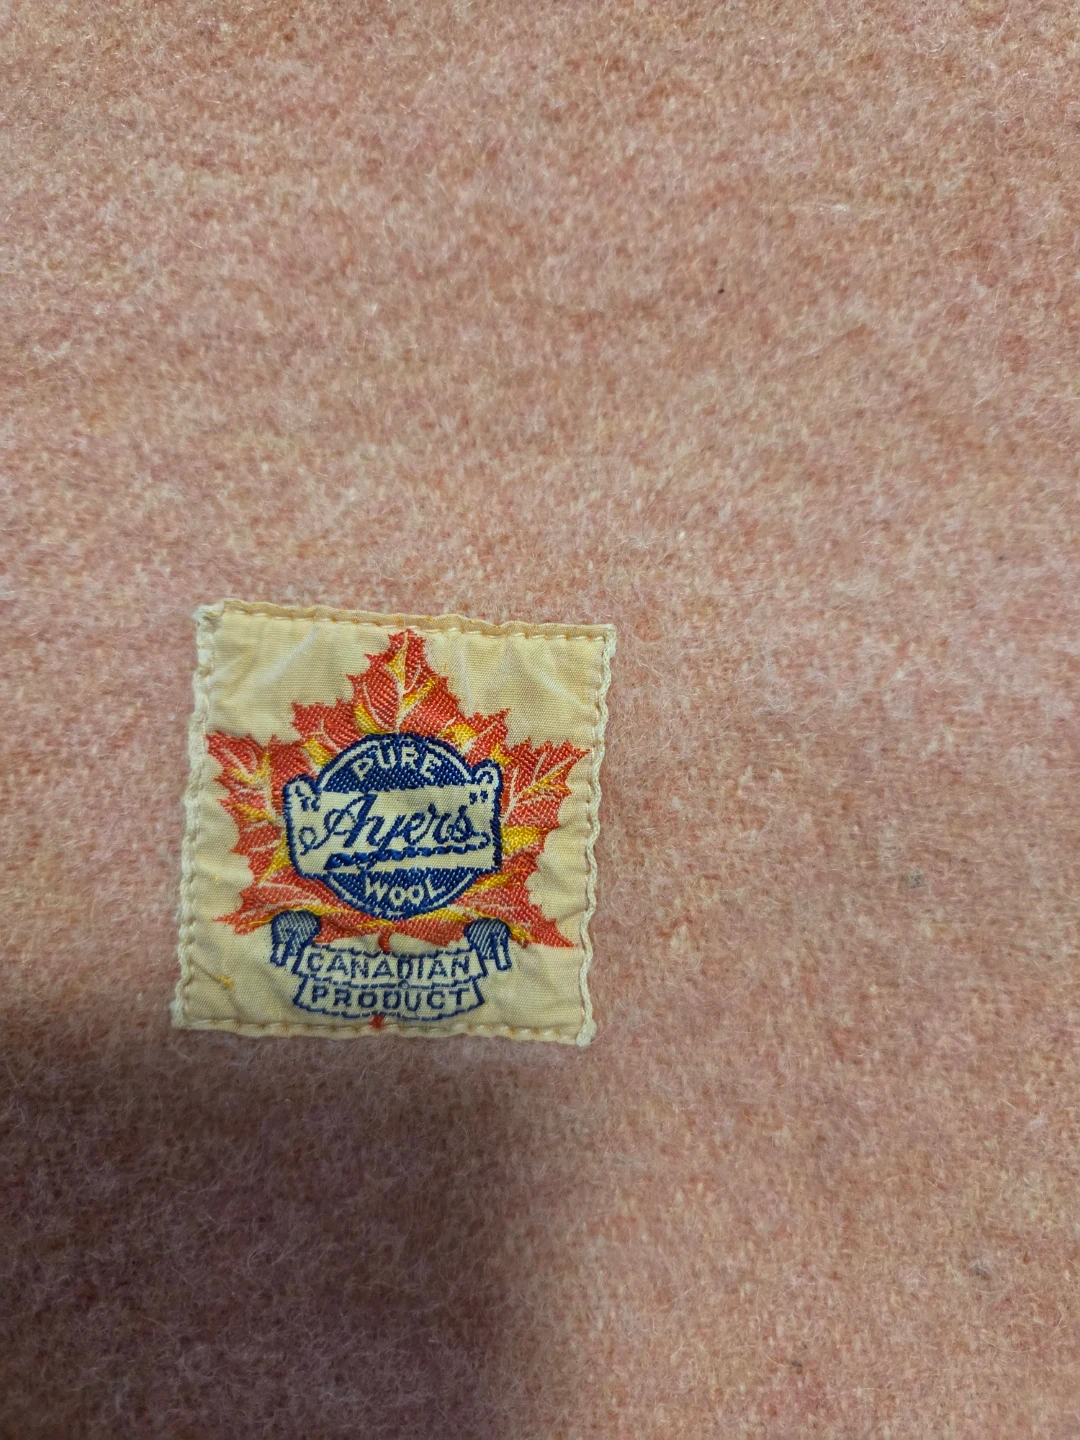 PURE
"Ayers"
WOOL
CANADIAN
PRODUCT